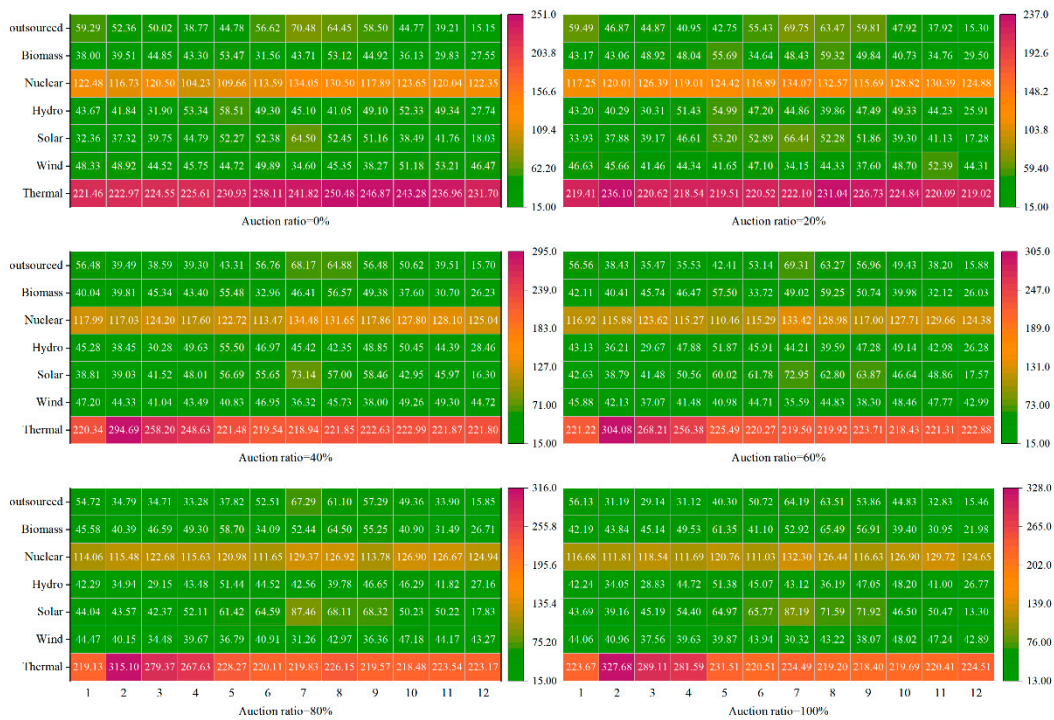 outsourced 59.29 52.36 50.02 38.77 44.78 56.62 70.48 64.45 58.50 44.77 39.21 15.15
Biomass 38.00 39.51 44.85 43.30 53.47 31.56 43.71 53.12 44.92 36.13 29.83 27.55
Nuclear 122.48 116.73 120.50 104.23 109.66 113.59 134.05 130.50 117.89 123.65 120.04 122.35
Hydro 43.67 41.84 31.90 53.34 58.51 49.30 45.10 41.05 49.10 52.33 49.34 27.74
Solar 32.36 37.32 39.75 44.79 52.27 52.38 64.50 52.45 51.16 38.49 41.76 18.03
Wind 48.33 48.92 44.52 45.75 44.72 49.89 34.60 45.35 38.27 51.18 53.21 46.47
Thermal 221.46 222.97 224.55 225.61 230.93 238.11 241.82 250.48 246.87 243.28 236.96 231.70
Auction ratio=0%
251.0
203.8
156.6
109.4
62.20
15.00
59.49 46.87 44.87 40.95 42.75 55.43 69.75 63.47 59.81 47.92 37.92 15.30
43.17 43.06 48.92 48.04 55.69 34.64 48.43 59.32 49.84 40.73 34.76 29.50
117.25 120.01 126.39 119.01 124.42 116.89 134.07 132.57 115.69 128.82 130.39 124.88
43.20 40.29 30.31 51.43 54.99 47.20 44.86 39.86 47.49 49.33 44.23 25.91
33.93 37.88 39.17 46.61 53.20 52.89 66.44 52.28 51.86 39.30 41.13 17.28
46.63 45.66 41.46 44.34 41.65 47.10 34.15 44.33 37.60 48.70 52.39 44.31
219.41 236.10 220.62 218.54 219.51 220.52 222.10 231.04 226.73 224.84 220.09 219.02
Auction ratio=20%
237.0
192.6
148.2
103.8
59.40
15.00
outsourced 56.48 39.49 38.59 39.30 43.31 56.76 68.17 64.88 56.48 50.62 39.51 15.70
Biomass 40.04 39.81 45.34 43.40 55.48 32.96 46.41 56.57 49.38 37.60 30.70 26.23
Nuclear 117.99 117.03 124.20 117.60 122.72 113.47 134.48 131.65 117.86 127.80 128.10 125.04
Hydro 45.28 38.45 30.28 49.63 55.50 46.97 45.42 42.35 48.85 50.45 44.39 28.46
Solar 38.81 39.03 41.52 48.01 56.69 55.65 73.14 57.00 58.46 42.95 45.97 16.30
Wind 47.20 44.33 41.04 43.49 40.83 46.95 36.32 45.73 38.00 49.26 49.30 44.72
Thermal 220.34 294.69 258.20 248.63 221.48 219.54 218.94 221.85 222.63 222.99 221.87 221.80
Auction ratio=40%
295.0
239.0
183.0
127.0
71.00
15.00
56.56 38.43 35.47 35.53 42.41 53.14 69.31 63.27 56.96 49.43 38.20 15.88
42.11 40.41 45.74 46.47 57.50 33.72 49.02 59.25 50.74 39.98 32.12 26.03
116.92 115.88 123.62 115.27 110.46 115.29 133.42 128.98 117.00 127.71 129.66 124.38
43.13 36.21 29.67 47.88 51.87 45.91 44.21 39.59 47.28 49.14 42.98 26.28
42.63 38.79 41.48 50.56 60.02 61.78 72.95 62.80 63.87 46.64 48.86 17.57
45.88 42.13 37.07 41.48 40.98 44.71 35.59 44.83 38.30 48.46 47.77 42.99
221.22 304.08 268.21 256.38 225.49 220.27 219.50 219.92 223.71 218.43 221.31 222.88
Auction ratio=60%
305.0
247.0
189.0
131.0
73.00
15.00
outsourced 54.72 34.79 34.71 33.28 37.82 52.51 67.29 61.10 57.29 49.36 33.90 15.85
Biomass 45.58 40.39 46.59 49.30 58.70 34.09 52.44 64.50 55.25 40.90 31.49 26.71
Nuclear 114.06 115.48 122.68 115.63 120.98 111.65 129.37 126.92 113.78 126.90 126.67 124.94
Hydro 42.29 34.94 29.15 43.48 51.44 44.52 42.56 39.78 46.65 46.29 41.82 27.16
Solar 44.04 43.57 42.37 52.11 61.42 64.59 87.46 68.11 68.32 50.23 50.22 17.83
Wind 44.47 40.15 34.48 39.67 36.79 40.91 31.26 42.97 36.36 47.18 44.17 43.27
Thermal 219.13 315.10 279.37 267.63 228.27 220.11 219.83 226.15 219.57 218.48 223.54 223.17
1 2 3 4 5 6 7 8 9 10 11 12
Auction ratio=80%
316.0
255.8
195.6
135.4
75.20
15.00
56.13 31.19 29.14 31.12 40.30 50.72 64.19 63.51 53.86 44.83 32.83 15.46
42.19 43.84 45.14 49.53 61.35 41.10 52.92 65.49 56.91 39.40 30.95 21.98
116.68 111.81 118.54 111.69 120.76 111.03 132.30 126.44 116.63 126.90 129.72 124.65
42.24 34.05 28.83 44.72 51.38 45.07 43.12 36.19 47.05 48.20 41.00 26.77
43.69 39.16 45.19 54.40 64.97 65.77 87.19 71.59 71.92 46.50 50.47 13.30
44.06 40.96 37.56 39.63 39.87 43.94 30.32 43.22 38.07 48.02 47.24 42.89
223.67 327.68 289.11 281.59 231.51 220.51 224.49 219.20 218.40 219.69 220.41 224.51
1 2 3 4 5 6 7 8 9 10 11 12
Auction ratio=100%
328.0
265.0
202.0
139.0
76.00
13.00